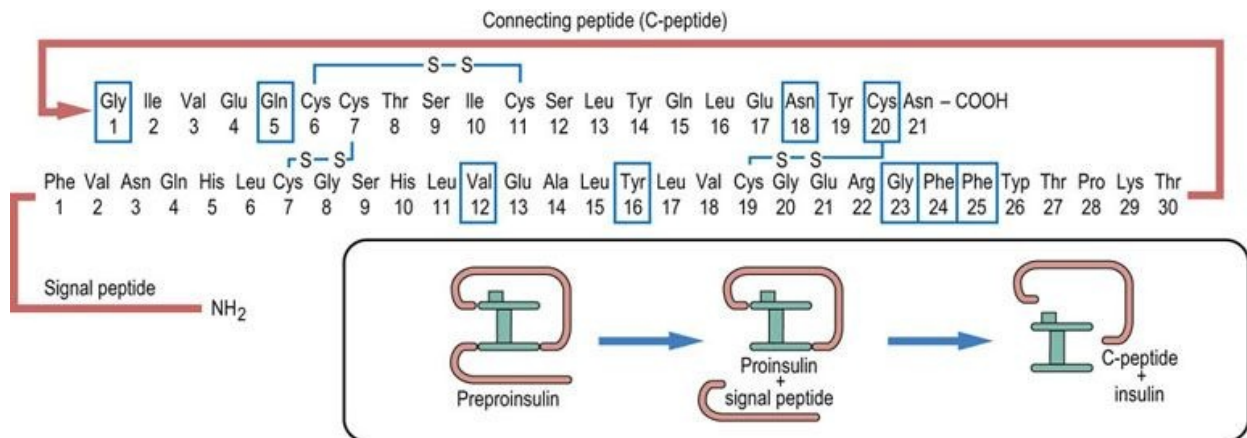 Connecting peptide (C-peptide)
S – S
Gly Ile Val Glu Gln Cys Cys Thr Ser Ile Cys Ser Leu Tyr Gln Leu Glu Asn Tyr Cys Asn – COOH
1 2 3 4 5 6 7 8 9 10 11 12 13 14 15 16 17 18 19 20 21
S – S S – S
Phe Val Asn Gln His Leu Cys Gly Ser His Leu Val Glu Ala Leu Tyr Leu Val Cys Gly Glu Arg Gly Phe Phe Typ Thr Pro Lys Thr
1 2 3 4 5 6 7 8 9 10 11 12 13 14 15 16 17 18 19 20 21 22 23 24 25 26 27 28 29 30
Signal peptide
NH2
Preproinsulin
Proinsulin
+
signal peptide
C-peptide
+
insulin